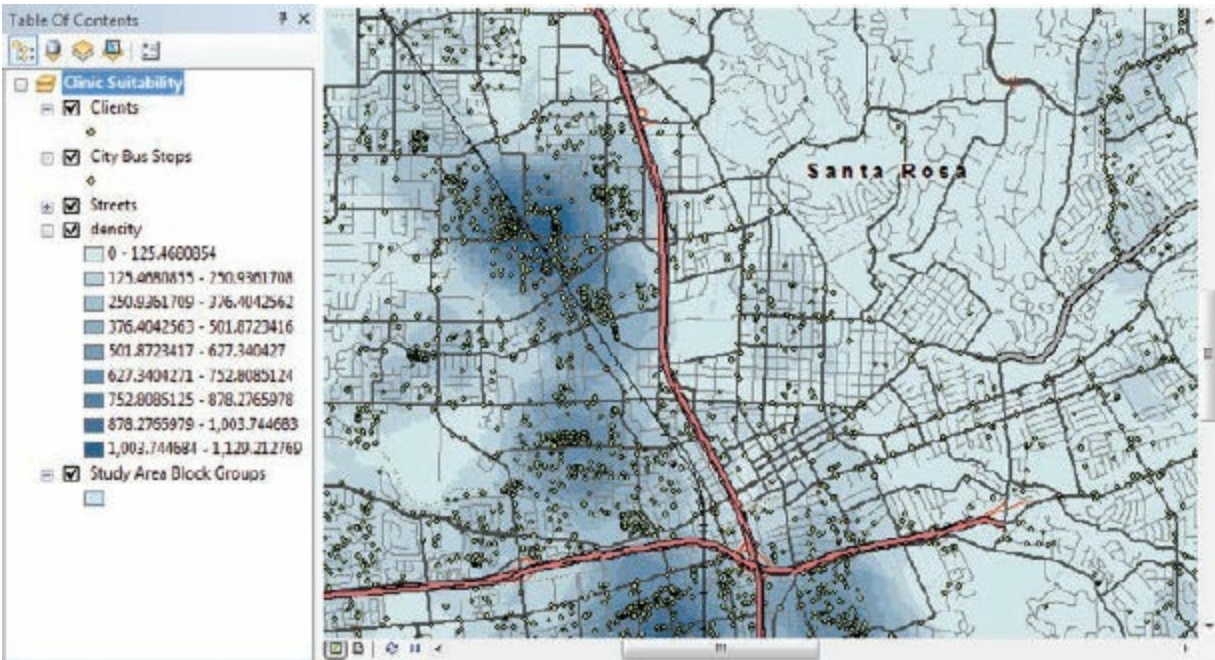 Table Of Contents
Clinic Suitability
Clients
City Bus Stops
Streets
dencity
0 - 125.4680854
125.4680855 - 250.9361708
250.9361709 - 376.4042562
376.4042563 - 501.8723416
501.8723417 - 627.340427
627.3404271 - 752.8085124
752.8085125 - 878.2765978
878.2765979 - 1,003.744683
1,003.744684 - 1,129.212769
Study Area Block Groups
Santa Rosa